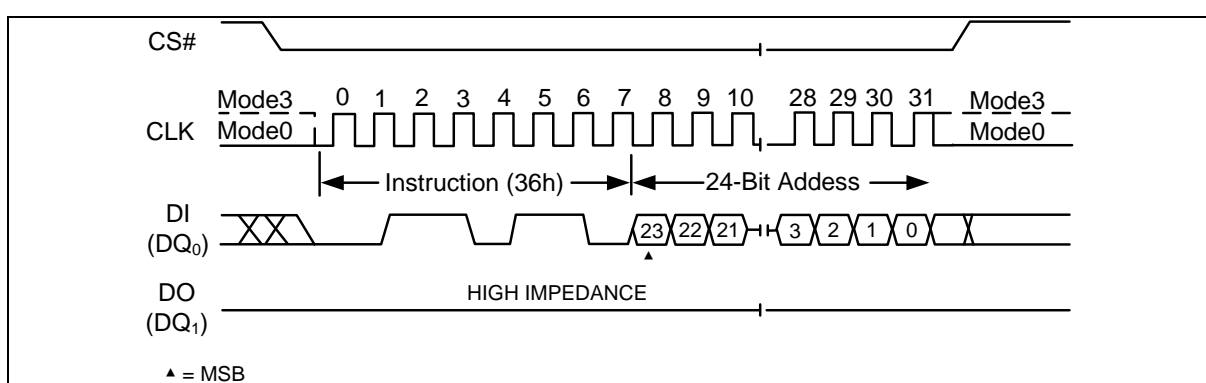 CS#
Mode3 0 1 2 3 4 5 6 7 8 9 10 28 29 30 31 Mode3
CLK Mode0 Mode0
Instruction (36h) 24-Bit Addess
DI
(DQ0) 23 22 21 3 2 1 0
▲
DO HIGH IMPEDANCE
(DQ1)
▲ = MSB